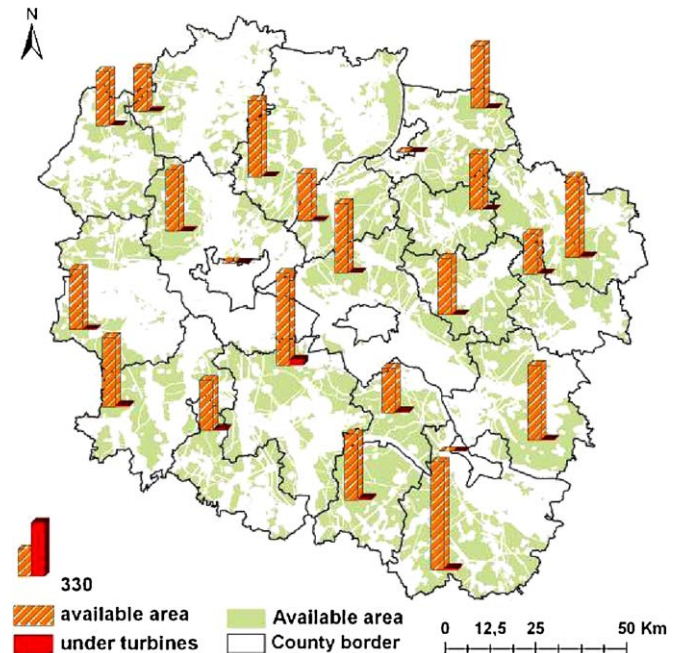 N
330
available area
Available area
under turbines
County border
0 12,5 25 50 Km